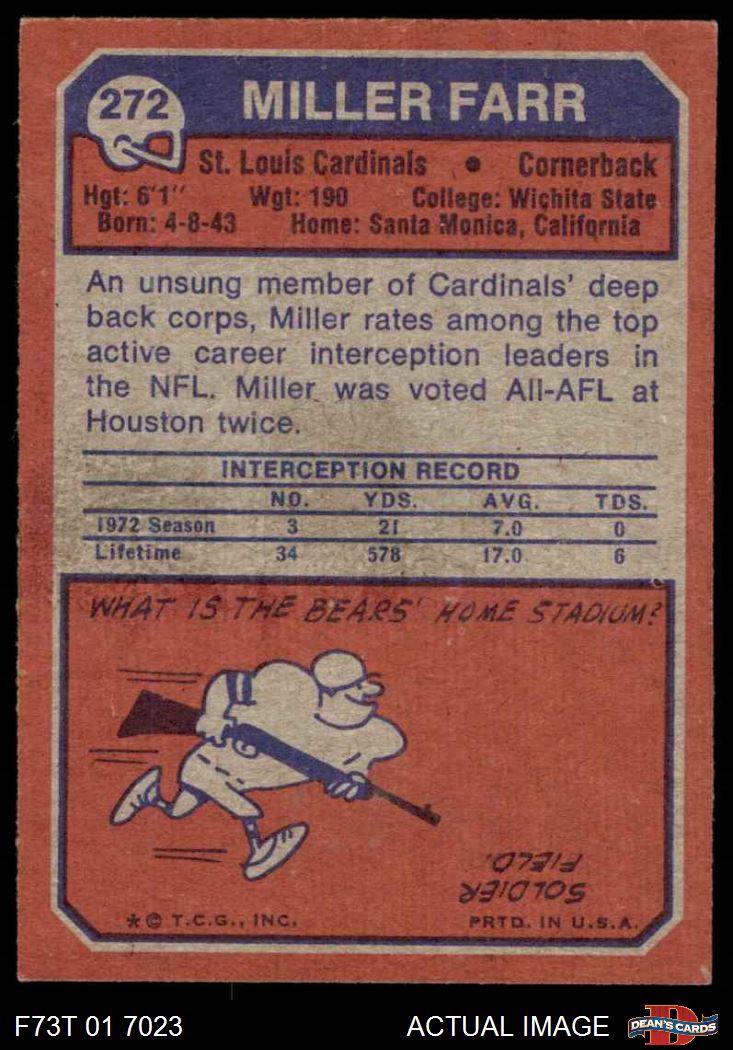 272
MILLER FARR
St. Louis Cardinals • Cornerback
Hgt: 6'1" Wgt: 190 College: Wichita State
Born: 4-8-43 Home: Santa Monica, California
An unsung member of Cardinals' deep
back corps, Miller rates among the top
active career interception leaders in
the NFL. Miller was voted All-AFL at
Houston twice.
INTERCEPTION RECORD
NO. YDS. AVG. TDS.
1972 Season 3 21 7.0 0
Lifetime 34 578 17.0 6
WHAT IS THE BEARS' HOME STADIUM?
SOLDIER
FIELD.
* © T.C.G., INC. PRTD. IN U.S.A.
F73T 01 7023 ACTUAL IMAGE
D
DEAN'S CARDS